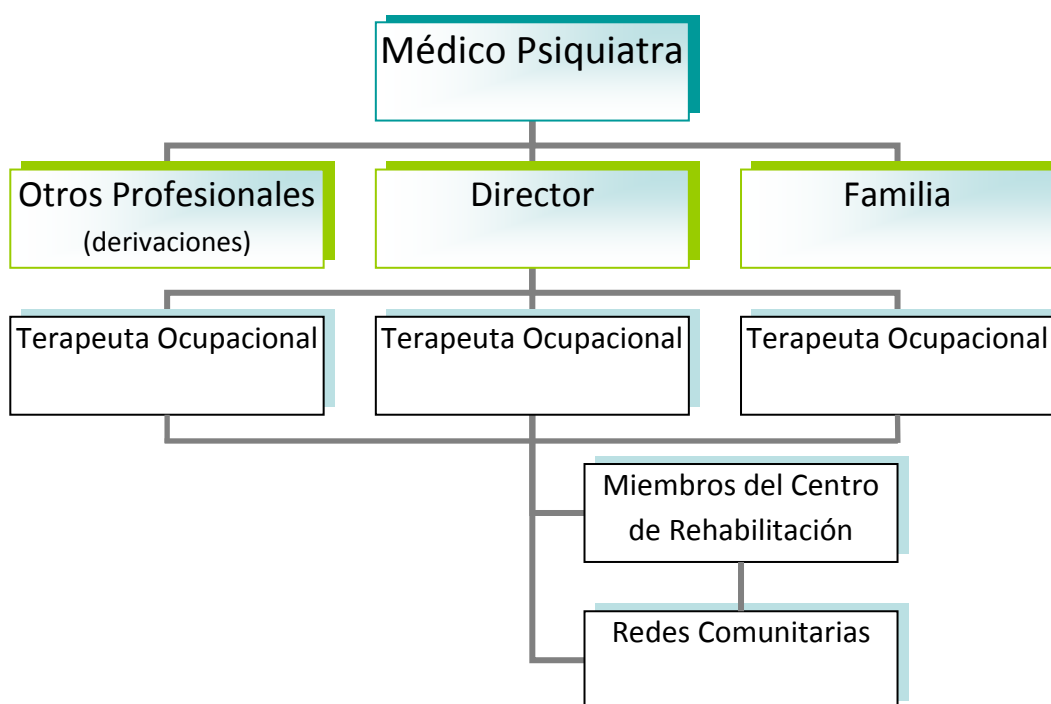 Médico Psiquiatra
Otros Profesionales
(derivaciones)
Director
Familia
Terapeuta Ocupacional
Terapeuta Ocupacional
Terapeuta Ocupacional
Miembros del Centro
de Rehabilitación
Redes Comunitarias